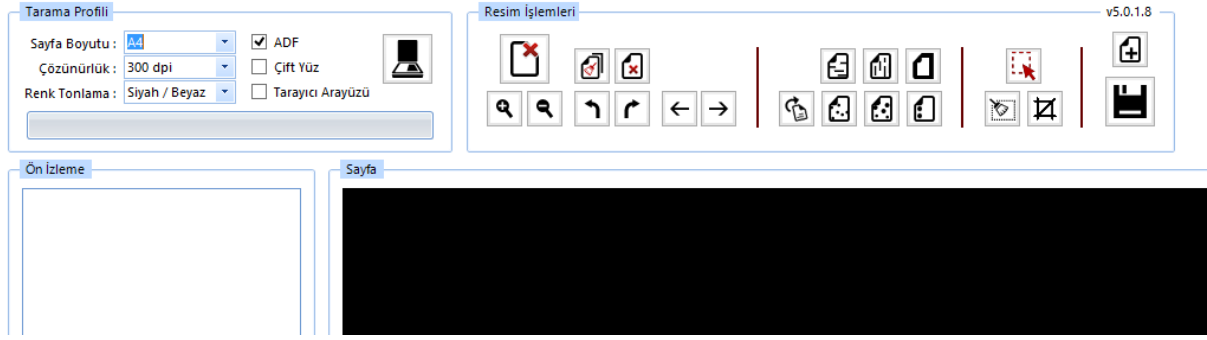 Tarama Profili
Sayfa Boyutu : A4
ADF
Çözünürlük : 300 dpi
Çift Yüz
Renk Tonlama : Siyah / Beyaz
Tarayıcı Arayüzü
Resim İşlemleri
v5.0.1.8
Ön İzleme
Sayfa